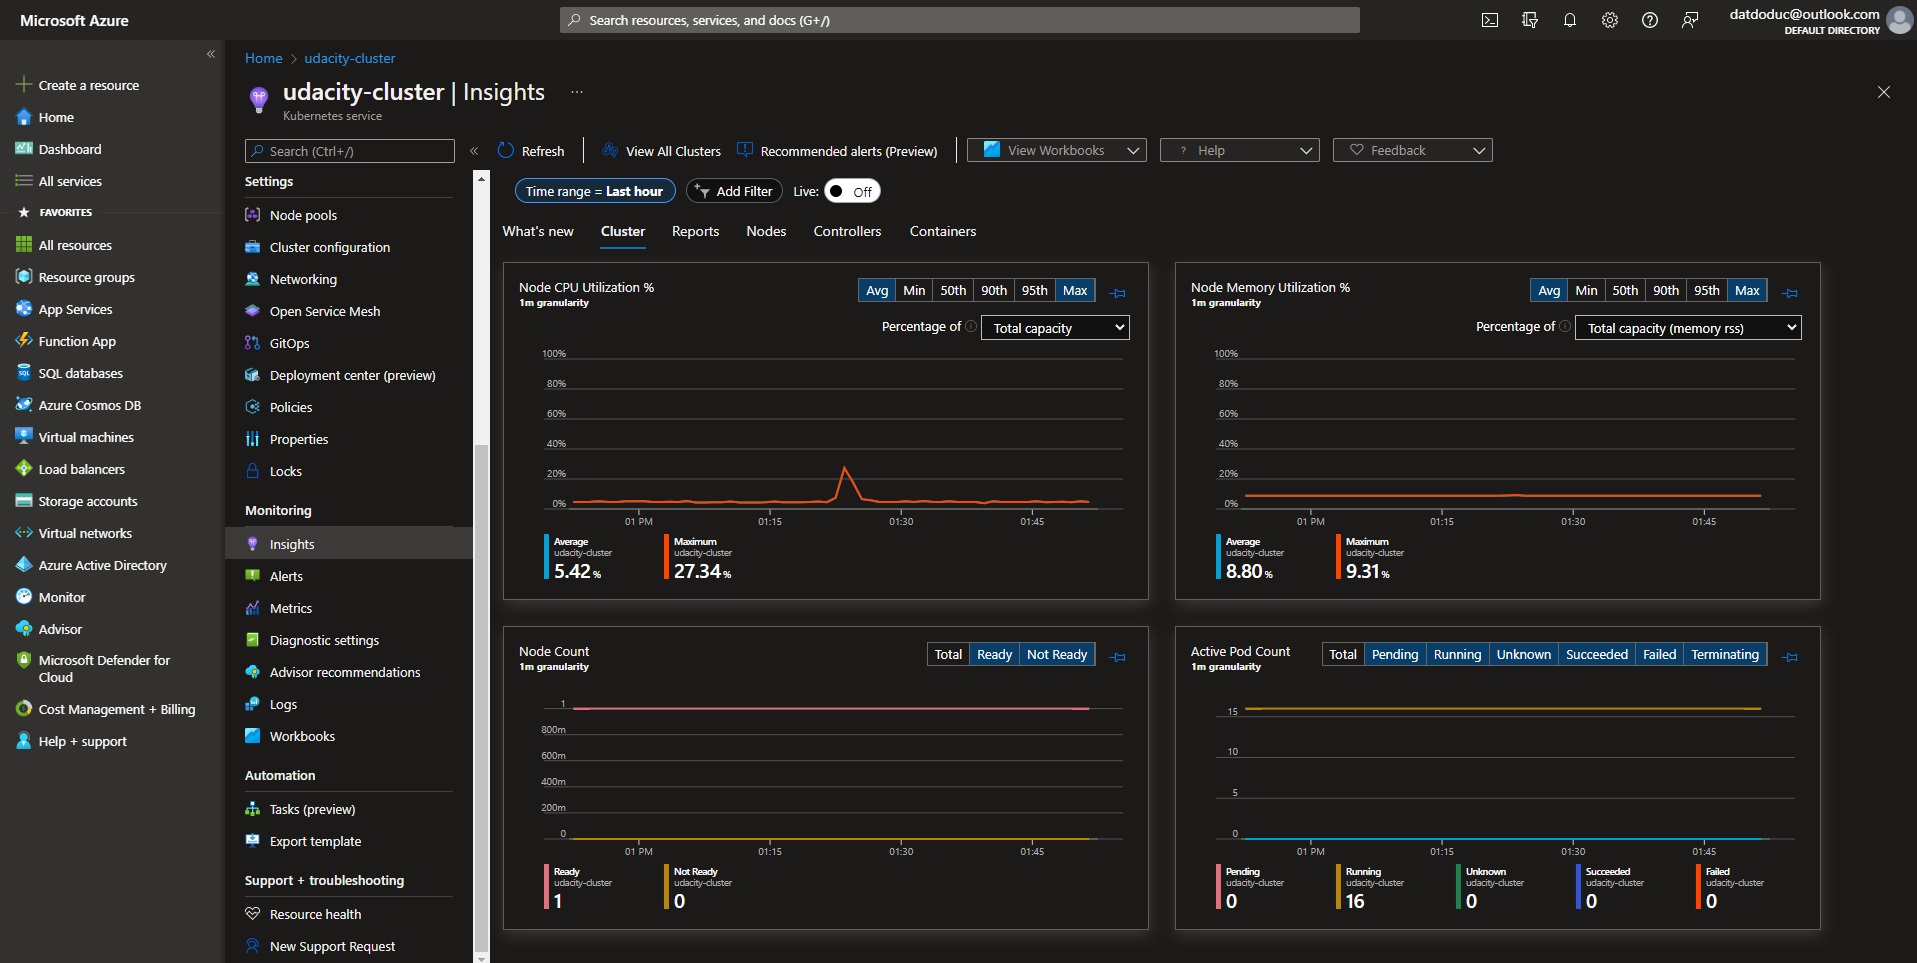 Microsoft Azure
Search resources, services, and docs (G+/)
datdoduc@outlook.com
DEFAULT DIRECTORY
Create a resource
Home
Dashboard
All services
FAVORITES
All resources
Resource groups
App Services
Function App
SQL databases
Azure Cosmos DB
Virtual machines
Load balancers
Storage accounts
Virtual networks
Azure Active Directory
Monitor
Advisor
Microsoft Defender for
Cloud
Cost Management + Billing
Help + support
Home > udacity-cluster
udacity-cluster | Insights ...
Kubernetes service
Search (Ctrl+/)
Settings
Node pools
Cluster configuration
Networking
Open Service Mesh
GitOps
Deployment center (preview)
Policies
Properties
Locks
Monitoring
Insights
Alerts
Metrics
Diagnostic settings
Advisor recommendations
Logs
Workbooks
Automation
Tasks (preview)
Export template
Support + troubleshooting
Resource health
New Support Request
Refresh
View All Clusters
Recommended alerts (Preview)
View Workbooks
? Help
Feedback
Time range = Last hour
Add Filter
Live: Off
What's new
Cluster
Reports
Nodes
Controllers
Containers
Node CPU Utilization %
1m granularity
Avg Min 50th 90th 95th Max
Percentage of Total capacity
100%
80%
60%
40%
20%
0%
01 PM 01:15 01:30 01:45
Average
udacity-cluster
5.42 %
Maximum
udacity-cluster
27.34 %
Node Memory Utilization %
1m granularity
Avg Min 50th 90th 95th Max
Percentage of Total capacity (memory rss)
100%
80%
60%
40%
20%
0%
01 PM 01:15 01:30 01:45
Average
udacity-cluster
8.80 %
Maximum
udacity-cluster
9.31 %
Node Count
1m granularity
Total Ready Not Ready
1
800m
600m
400m
200m
0
01 PM 01:15 01:30 01:45
Ready
udacity-cluster
1
Not Ready
udacity-cluster
0
Active Pod Count
1m granularity
Total Pending Running Unknown Succeeded Failed Terminating
15
10
5
0
01 PM 01:15 01:30 01:45
Pending
udacity-cluster
0
Running
udacity-cluster
16
Unknown
udacity-cluster
0
Succeeded
udacity-cluster
0
Failed
udacity-cluster
0